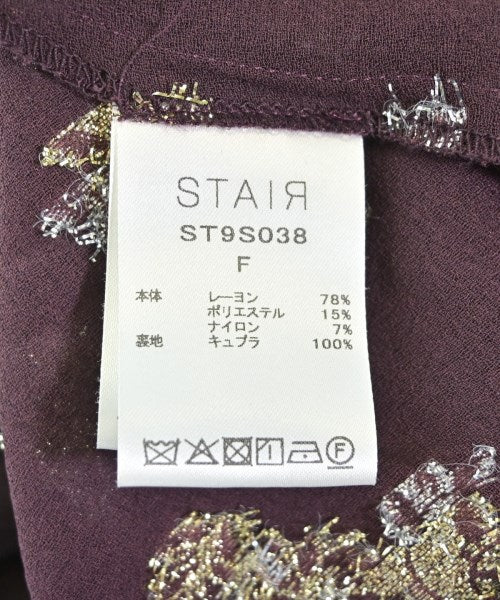 STAIR
ST9S038
F
本体 レーヨン 78%
ポリエステル 15%
ナイロン 7%
裏地 キュプラ 100%
F